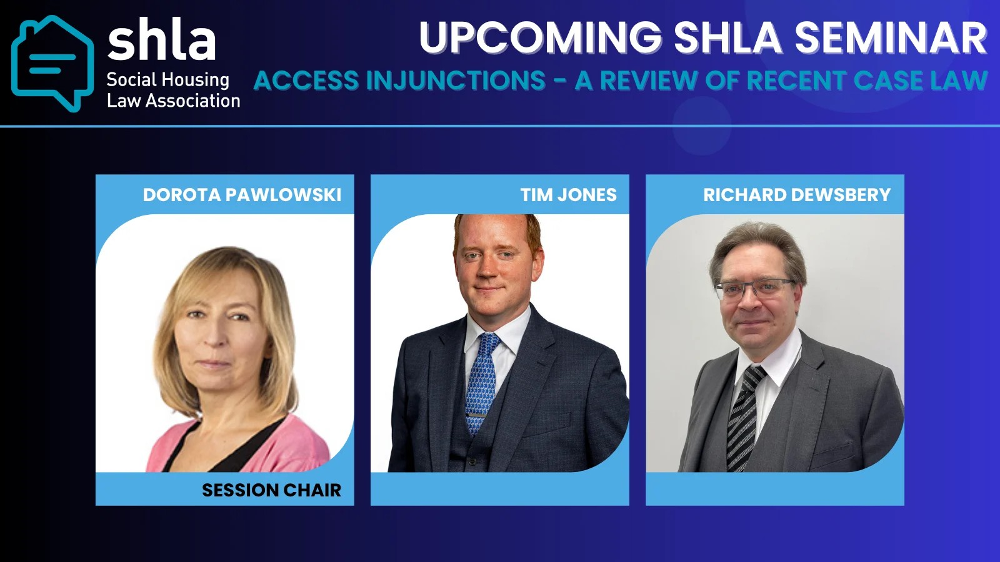 shla
Social Housing
Law Association
UPCOMING SHLA SEMINAR
ACCESS INJUNCTIONS - A REVIEW OF RECENT CASE LAW
DOROTA PAWLOWSKI
SESSION CHAIR
TIM JONES
RICHARD DEWSBERY